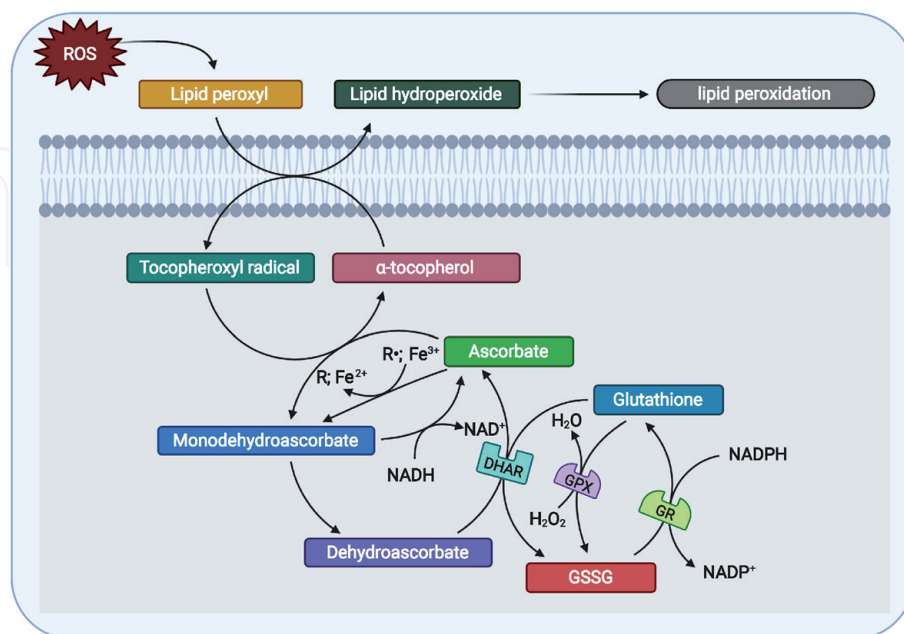 ROS
Lipid peroxyl
Lipid hydroperoxide
lipid peroxidation
Tocopheroxyl radical
α-tocopherol
R•; Fe³⁺
Ascorbate
R; Fe²⁺
Glutathione
Monodehydroascorbate
NAD⁺
H₂O
NADH
DHAR
GPX
NADPH
H₂O₂
GR
Dehydroascorbate
GSSG
NADP⁺